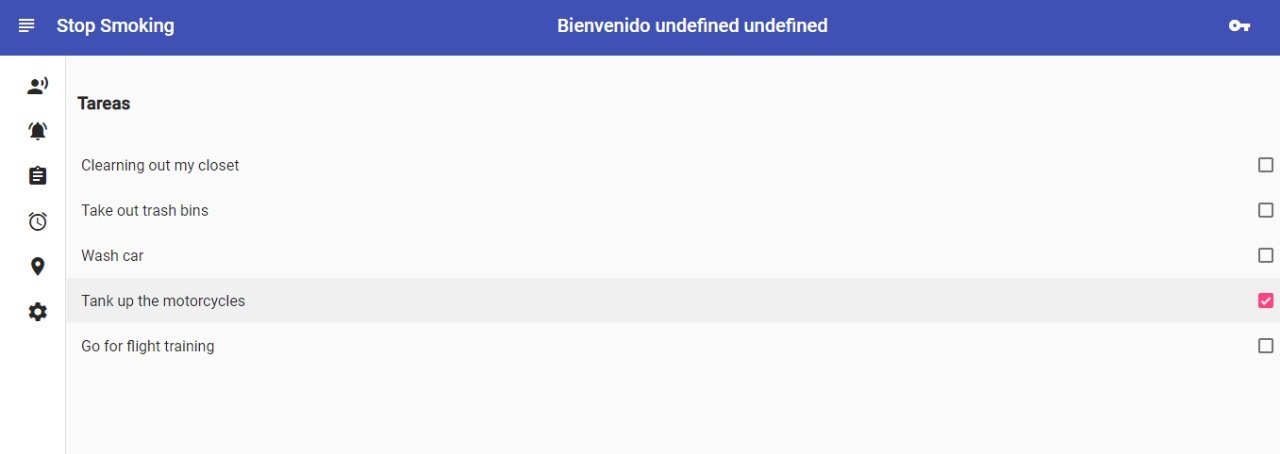 Stop Smoking
Bienvenido undefined undefined
Tareas
Clearning out my closet
Take out trash bins
Wash car
Tank up the motorcycles
Go for flight training